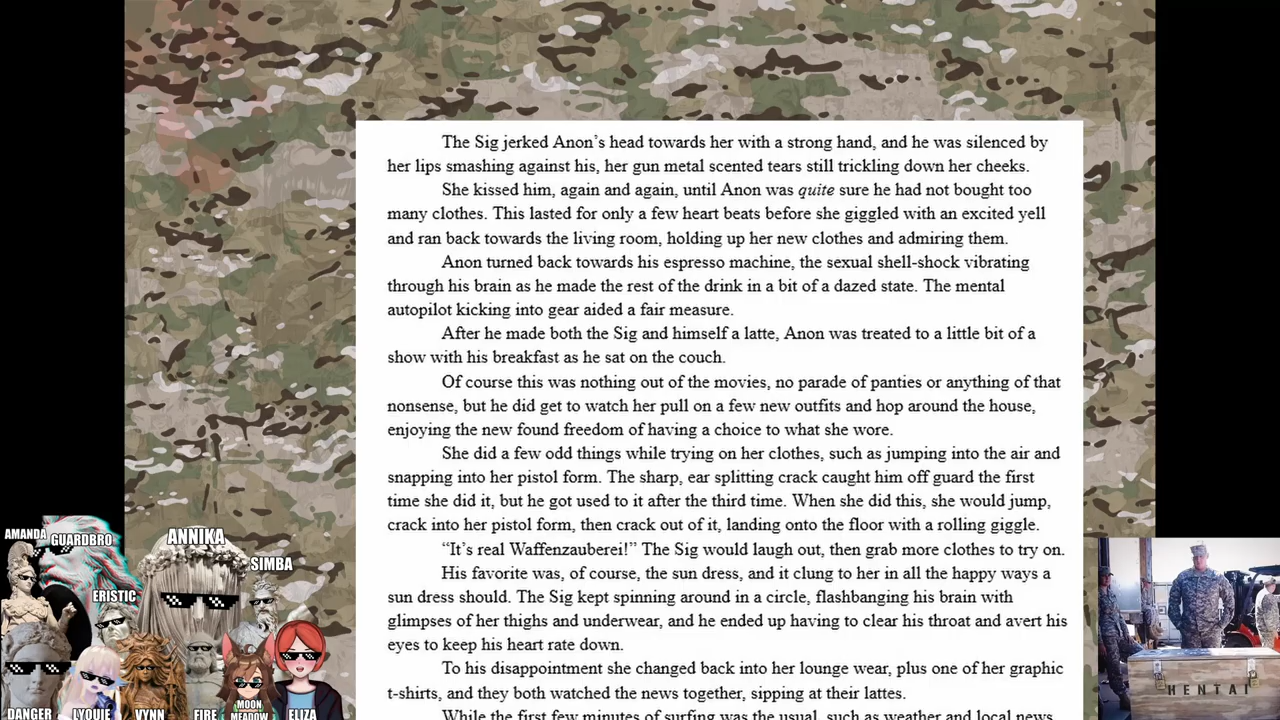 The Sig jerked Anon’s head towards her with a strong hand, and he was silenced by
her lips smashing against his, her gun metal scented tears still trickling down her cheeks.
She kissed him, again and again, until Anon was quite sure he had not bought too
many clothes. This lasted for only a few heart beats before she giggled with an excited yell
and ran back towards the living room, holding up her new clothes and admiring them.
Anon turned back towards his espresso machine, the sexual shell-shock vibrating
through his brain as he made the rest of the drink in a bit of a dazed state. The mental
autopilot kicking into gear aided a fair measure.
After he made both the Sig and himself a latte, Anon was treated to a little bit of a
show with his breakfast as he sat on the couch.
Of course this was nothing out of the movies, no parade of panties or anything of that
nonsense, but he did get to watch her pull on a few new outfits and hop around the house,
enjoying the new found freedom of having a choice to what she wore.
She did a few odd things while trying on her clothes, such as jumping into the air and
snapping into her pistol form. The sharp, ear splitting crack caught him off guard the first
time she did it, but he got used to it after the third time. When she did this, she would jump,
crack into her pistol form, then crack out of it, landing onto the floor with a rolling giggle.
“It’s real Waffenzauberei!” The Sig would laugh out, then grab more clothes to try on.
His favorite was, of course, the sun dress, and it clung to her in all the happy ways a
sun dress should. The Sig kept spinning around in a circle, flashbanging his brain with
glimpses of her thighs and underwear, and he ended up having to clear his throat and avert his
eyes to keep his heart rate down.
To his disappointment she changed back into her lounge wear, plus one of her graphic
t-shirts, and they both watched the news together, sipping at their lattes.
While the first few minutes of surfing was the usual, such as weather and local news
AMANDA
GUARDBRO
ANNIKA
SIMBA
ERISTIC
DANGER
LYQUIE
VYNN
FIRE
MOON
MEADOW
ELIZA
HENTAI